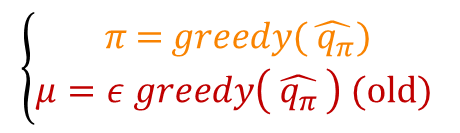 π = greedy( q̂_π)
μ = ϵ greedy( q̂_π ) (old)